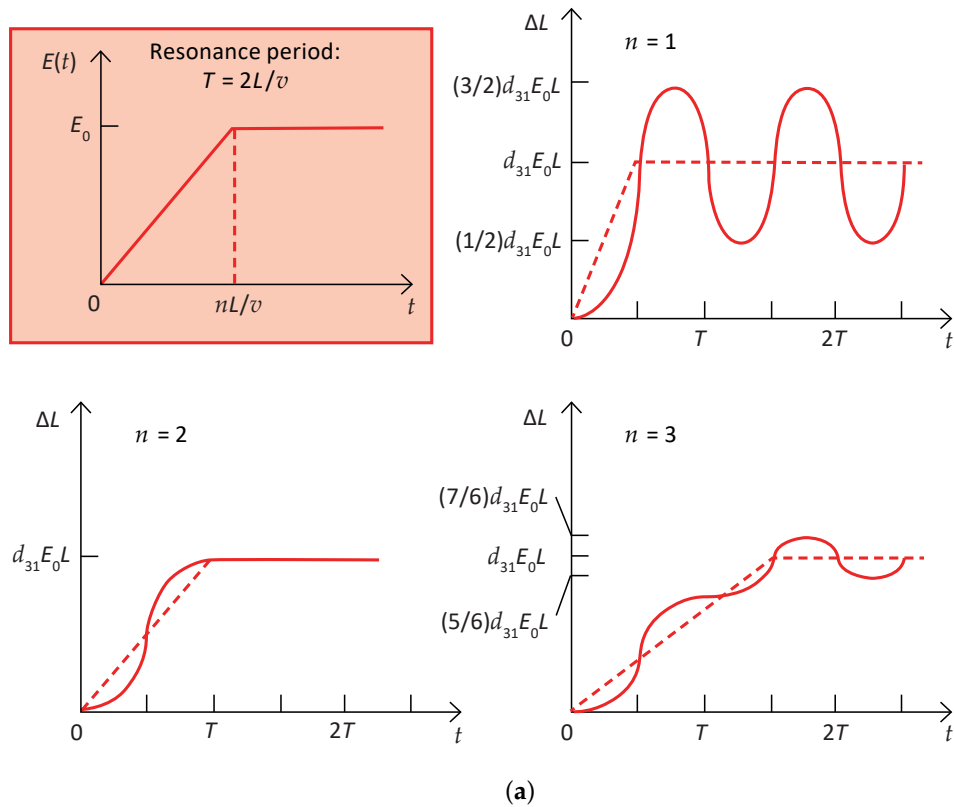 E(t)
Resonance period:
T = 2L/v
E₀
0
nL/v
t
ΔL
n = 1
(3/2)d₃₁E₀L
d₃₁E₀L
(1/2)d₃₁E₀L
0
T
2T
t
ΔL
n = 2
d₃₁E₀L
0
T
2T
t
ΔL
n = 3
(7/6)d₃₁E₀L
d₃₁E₀L
(5/6)d₃₁E₀L
0
T
2T
t
(a)